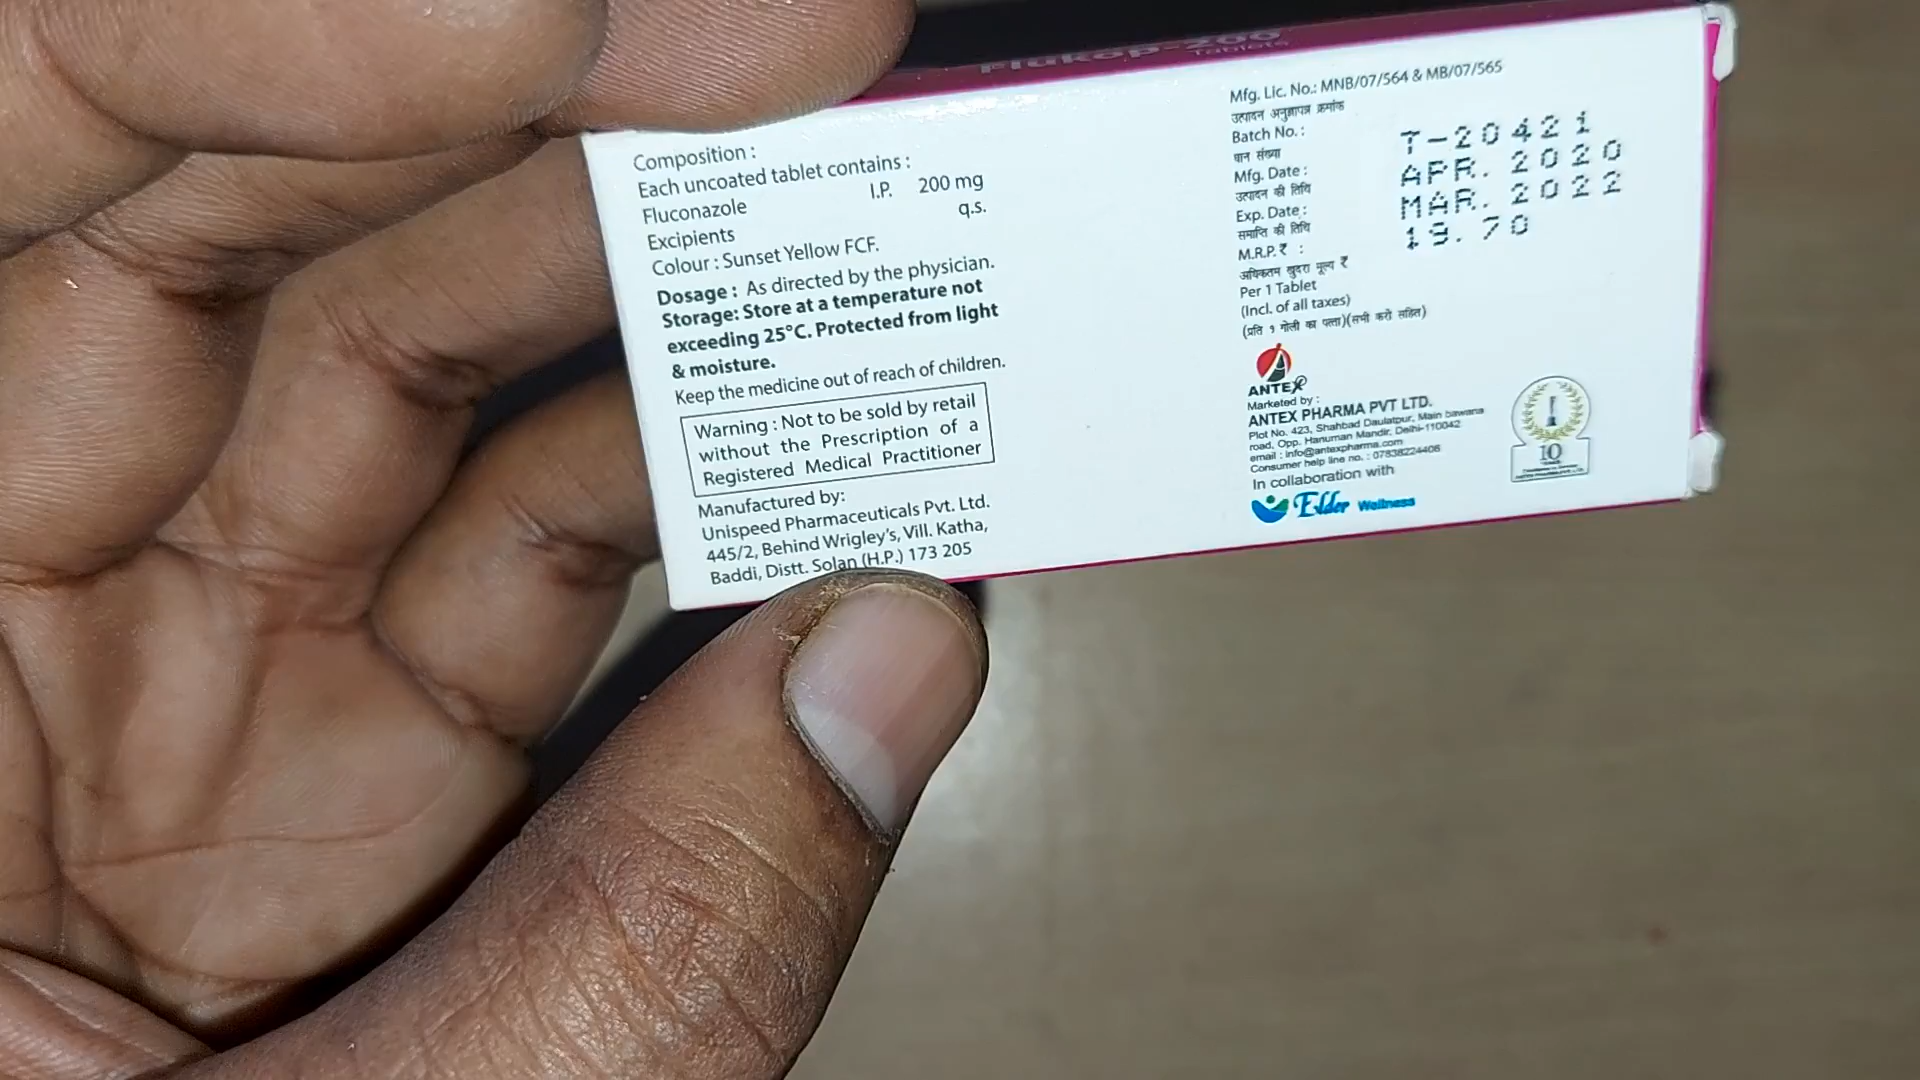 Flukop-200
Tablets
Composition :
Each uncoated tablet contains :
Fluconazole I.P. 200 mg
Excipients q.s.
Colour : Sunset Yellow FCF.
Dosage : As directed by the physician.
Storage: Store at a temperature not
exceeding 25°C. Protected from light
& moisture.
Keep the medicine out of reach of children.
Warning : Not to be sold by retail
without the Prescription of a
Registered Medical Practitioner
Manufactured by:
Unispeed Pharmaceuticals Pvt. Ltd.
445/2, Behind Wrigley's, Vill. Katha,
Baddi, Distt. Solan (H.P.) 173 205
Mfg. Lic. No.: MNB/07/564 & MB/07/565
उत्पादन अनुज्ञापत्र क्रमांक
Batch No. : T-20421
घान संख्या
Mfg. Date : APR. 2020
उत्पादन की तिथि
Exp. Date : MAR. 2022
समाप्ति की तिथि
M.R.P. ₹ : 19.70
अधिकतम खुदरा मूल्य ₹
Per 1 Tablet
(Incl. of all taxes)
(प्रति १ गोली का पत्ता)(सभी करों सहित)
ANTEX
Marketed by :
ANTEX PHARMA PVT LTD.
Plot No. 423, Shahbad Daulatpur, Main bawana
road, Opp. Hanuman Mandir, Delhi-110042
email : info@antexpharma.com
Consumer help line no. : 07838224406
In collaboration with
Elder Wellness
1
10